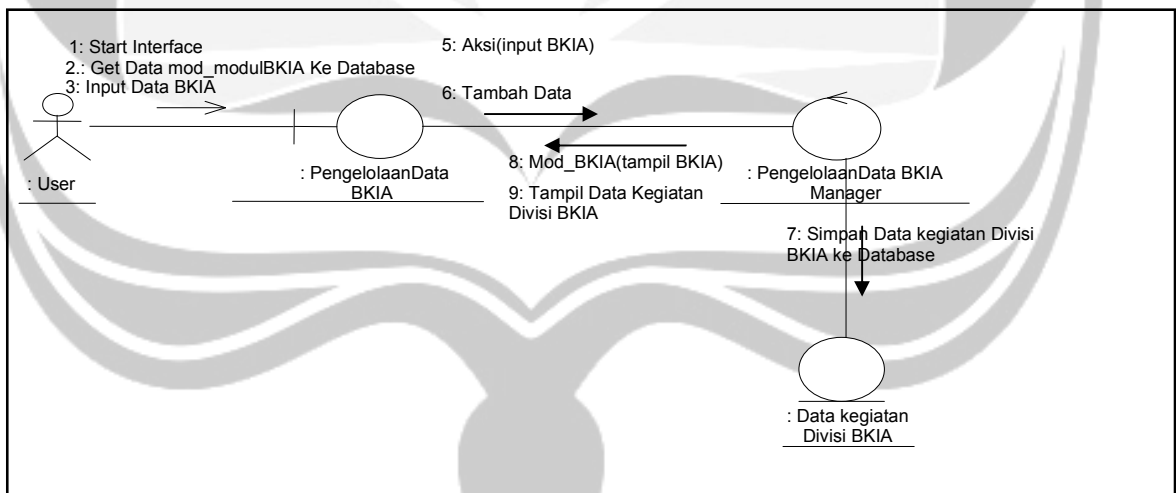 1: Start Interface
2.: Get Data mod_modulBKIA Ke Database
3: Input Data BKIA
5: Aksi(input BKIA)
6: Tambah Data
8: Mod_BKIA(tampil BKIA)
9: Tampil Data Kegiatan
Divisi BKIA
: User
: PengelolaanData
BKIA
: PengelolaanData BKIA
Manager
7: Simpan Data kegiatan Divisi
BKIA ke Database
: Data kegiatan
Divisi BKIA